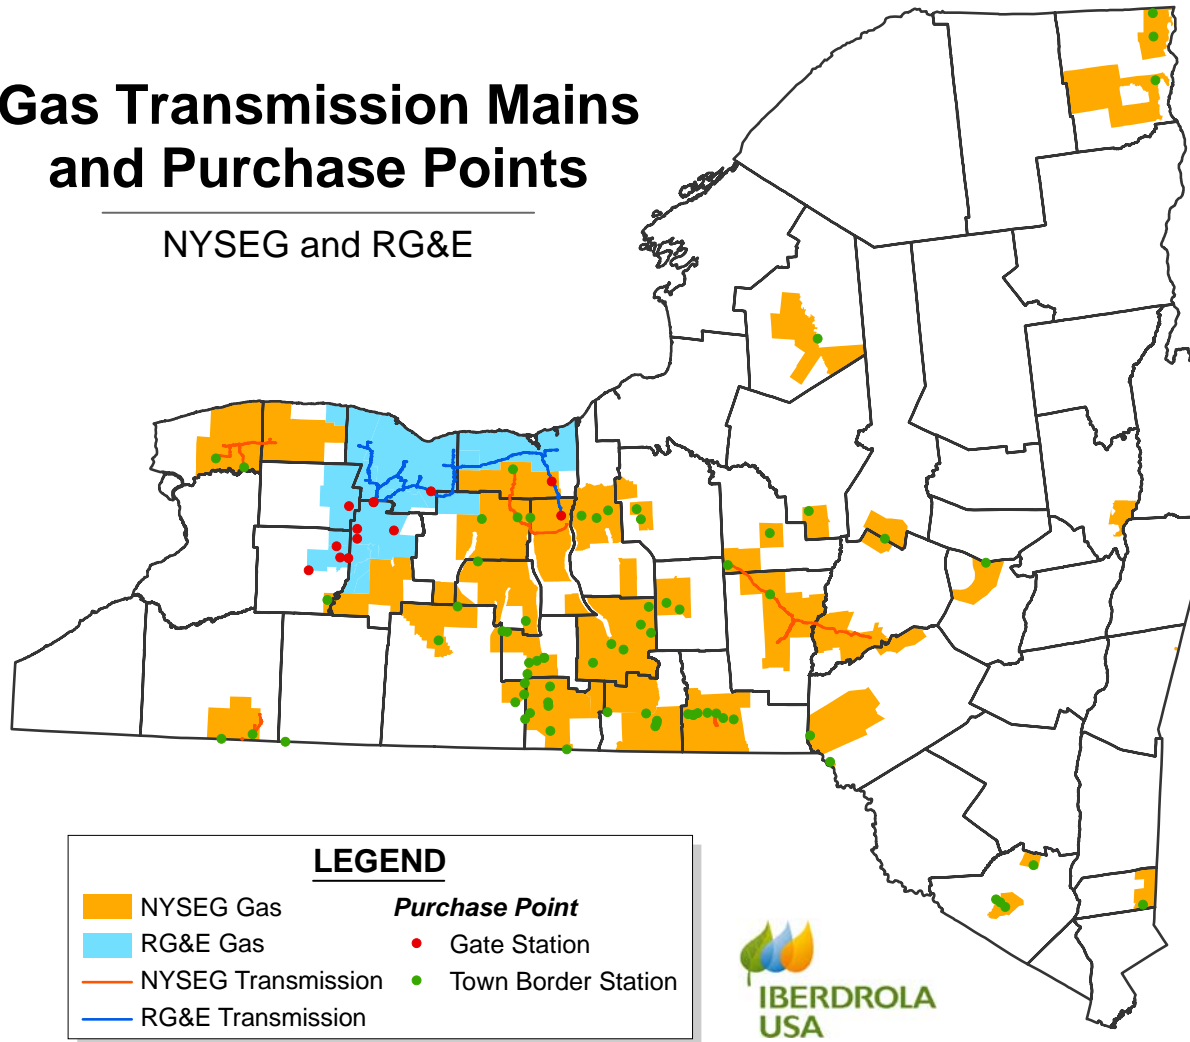 Gas Transmission Mains
and Purchase Points
NYSEG and RG&E
LEGEND
NYSEG Gas
RG&E Gas
NYSEG Transmission
RG&E Transmission
Purchase Point
Gate Station
Town Border Station
IBERDROLA
USA